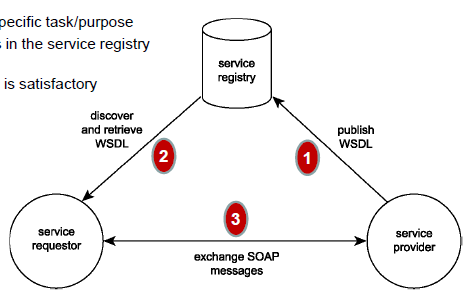 pecific task/purpose
s in the service registry
is satisfactory
service
registry
discover
and retrieve
WSDL
publish
WSDL
2
1
3
service
requestor
service
provider
exchange SOAP
messages